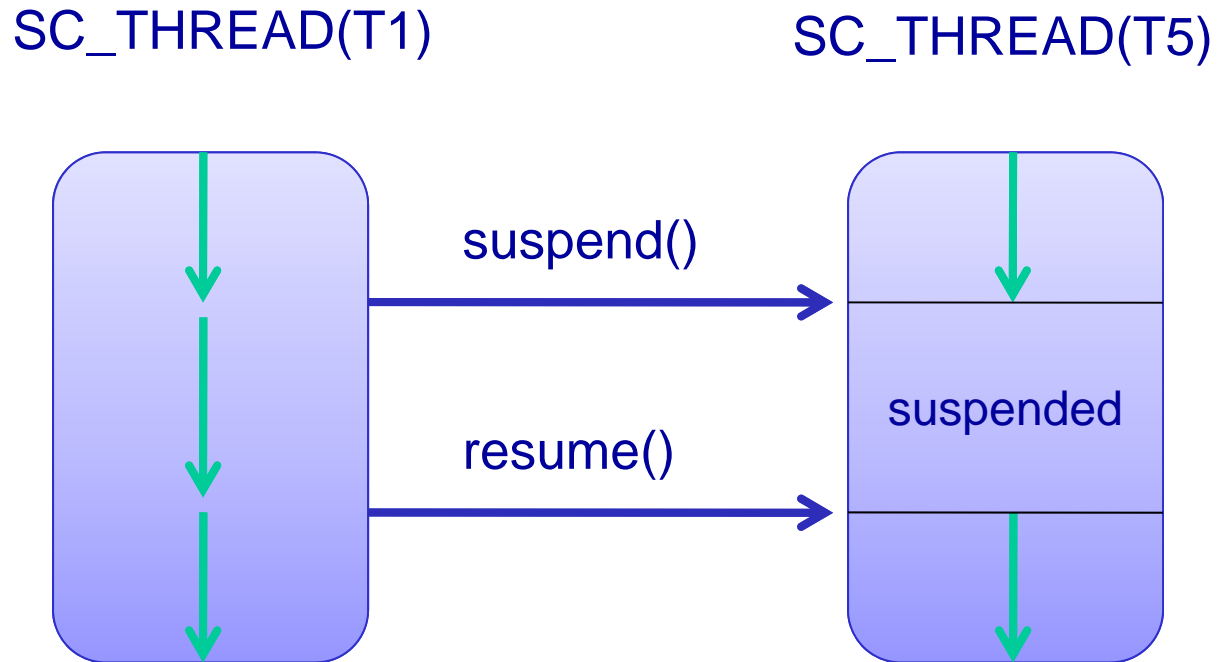 SC_THREAD(T1)
SC_THREAD(T5)
suspend()
suspended
resume()